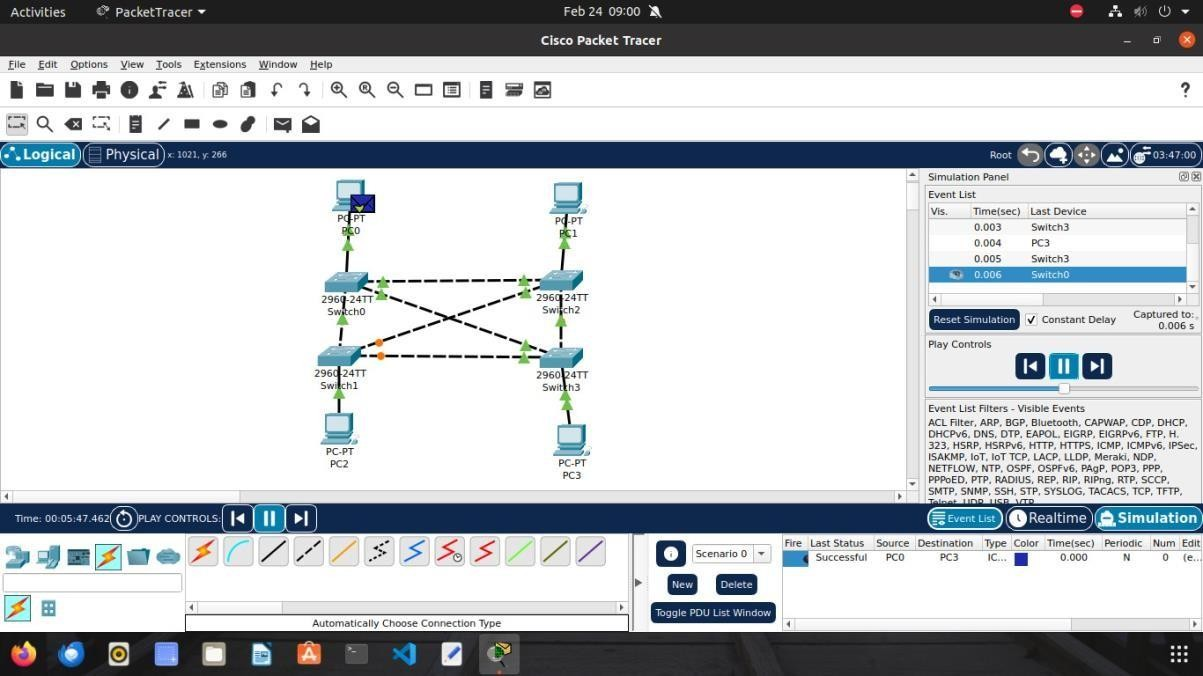 Activities PacketTracer Feb 24 09:00
Cisco Packet Tracer
File Edit Options View Tools Extensions Window Help
?
Logical Physical x: 1021, y: 266 Root 03:47:00
PC-PT
PC0
PC-PT
PC1
2960-24TT
Switch0
2960-24TT
Switch2
2960-24TT
Switch1
2960-24TT
Switch3
PC-PT
PC2
PC-PT
PC3
Simulation Panel
Event List
Vis. Time(sec) Last Device
0.003 Switch3
0.004 PC3
0.005 Switch3
0.006 Switch0
Reset Simulation Constant Delay Captured to:
0.006 s
Play Controls
Event List Filters - Visible Events
ACL Filter, ARP, BGP, Bluetooth, CAPWAP, CDP, DHCP,
DHCPv6, DNS, DTP, EAPOL, EIGRP, EIGRPv6, FTP, H.
323, HSRP, HSRPv6, HTTP, HTTPS, ICMP, ICMPv6, IPSec,
ISAKMP, IoT, IoT TCP, LACP, LLDP, Meraki, NDP,
NETFLOW, NTP, OSPF, OSPFv6, PAgP, POP3, PPP,
PPPoED, PTP, RADIUS, REP, RIP, RIPng, RTP, SCCP,
SMTP, SNMP, SSH, STP, SYSLOG, TACACS, TCP, TFTP,
Telnet, UDP, USB, VTP
Time: 00:05:47.462 PLAY CONTROLS: Event List Realtime Simulation
Scenario 0
New Delete
Toggle PDU List Window
Fire Last Status Source Destination Type Color Time(sec) Periodic Num Edit
Successful PC0 PC3 IC... 0.000 N 0 (e...
Automatically Choose Connection Type